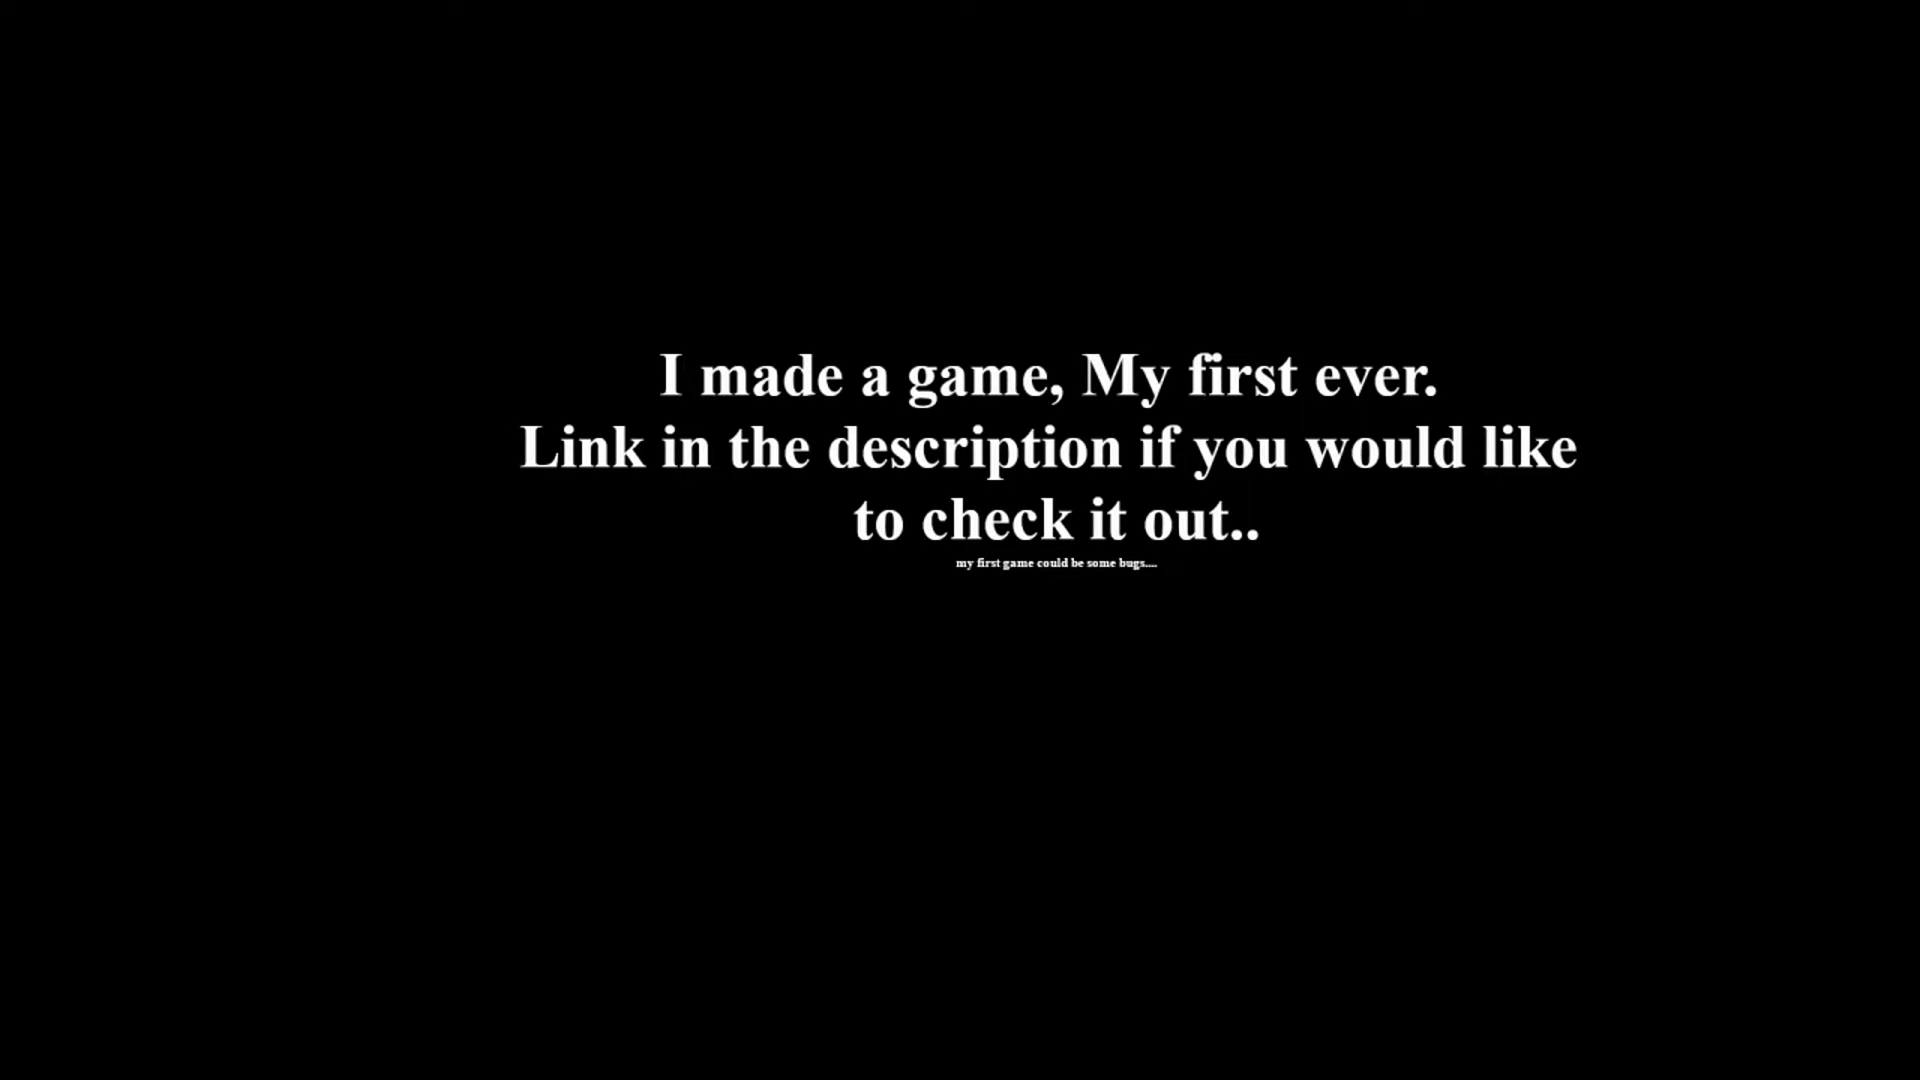 I made a game, My first ever.
Link in the description if you would like
to check it out..
my first game could be some bugs....